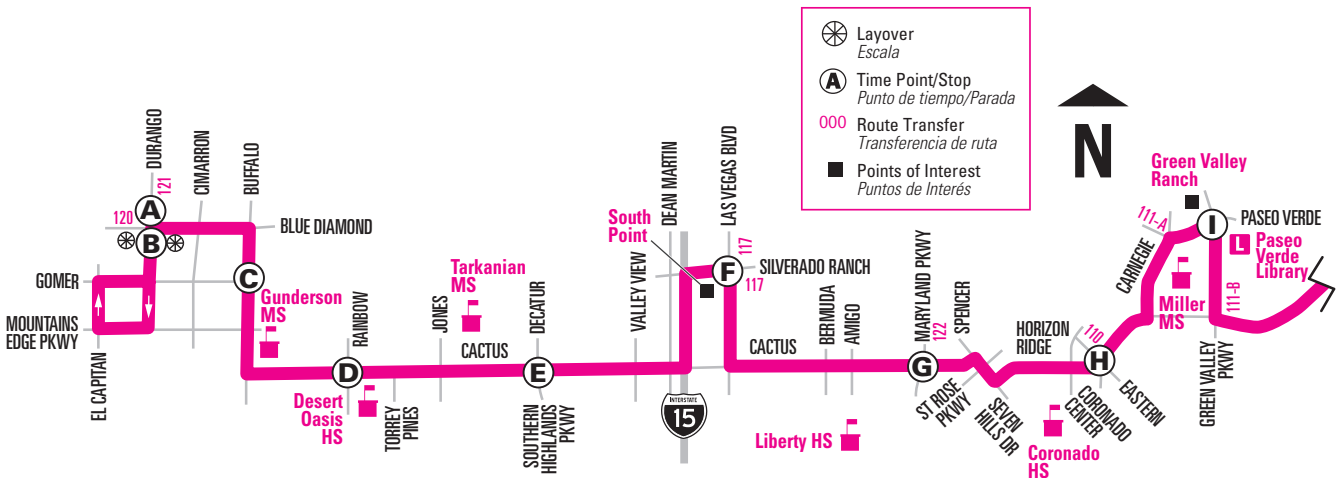 Layover
Escala
A
Time Point/Stop
Punto de tiempo/Parada
000
Route Transfer
Transferencia de ruta
Points of Interest
Puntos de Interés
N
DURANGO
121
CIMARRON
BUFFALO
120
A
B
BLUE DIAMOND
GOMER
C
MOUNTAINS
EDGE PKWY
EL CAPITAN
Gunderson
MS
RAINBOW
D
Desert
Oasis
HS
TORREY
PINES
JONES
Tarkanian
MS
CACTUS
DECATUR
E
SOUTHERN
HIGHLANDS
PKWY
VALLEY VIEW
South
Point
DEAN MARTIN
LAS VEGAS BLVD
117
F
117
SILVERADO RANCH
INTERSTATE
15
CACTUS
BERMUDA
AMIGO
Liberty HS
MARYLAND PKWY
122
G
SPENCER
ST ROSE
PKWY
SEVEN
HILLS DR
HORIZON
RIDGE
110
H
CORONADO
CENTER
EASTERN
Coronado
HS
CARNEGIE
111-A
Miller
MS
Green Valley
Ranch
I
PASEO VERDE
L
Paseo
Verde
Library
111-B
GREEN VALLEY
PKWY